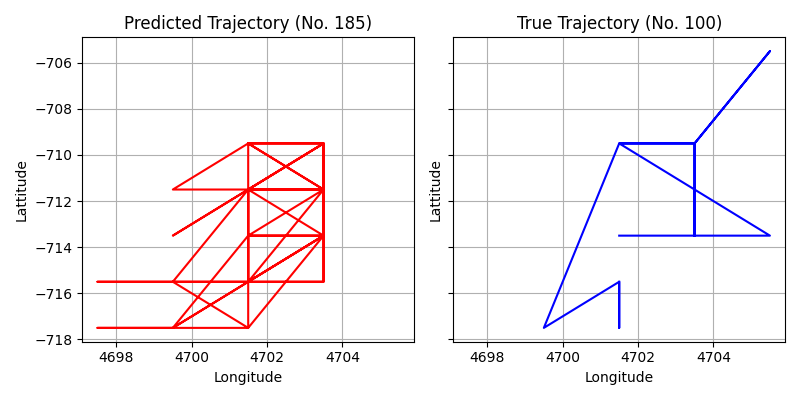 Predicted Trajectory (No. 185)
True Trajectory (No. 100)
−706
−708
−710
−712
−714
−716
−718
Lattitude
Lattitude
4698 4700 4702 4704
4698 4700 4702 4704
Longitude
Longitude